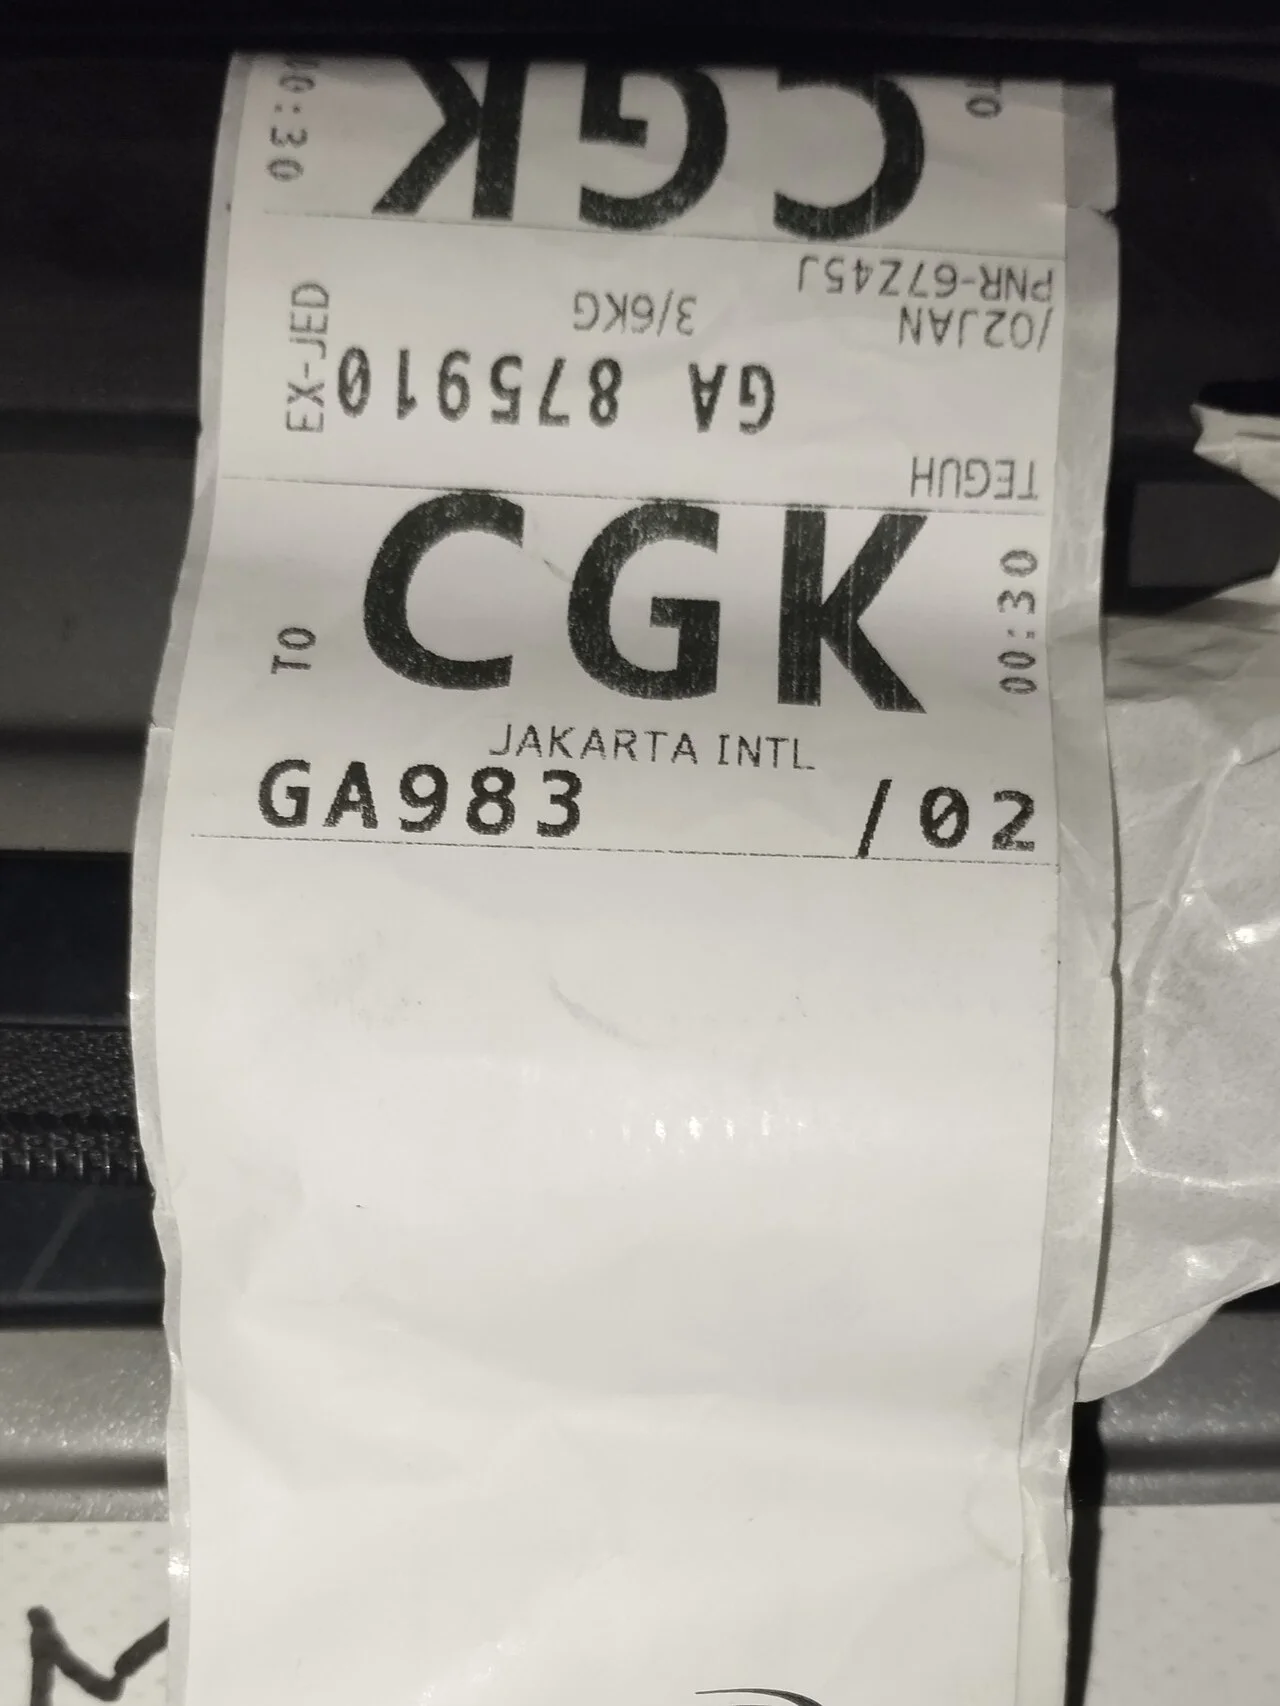 TO CGK 00:30
PNR-67Z45J
/02JAN 3/6KG
EX-JED
GA 875910
TEGUH
TO CGK 00:30
JAKARTA INTL
GA983 /02